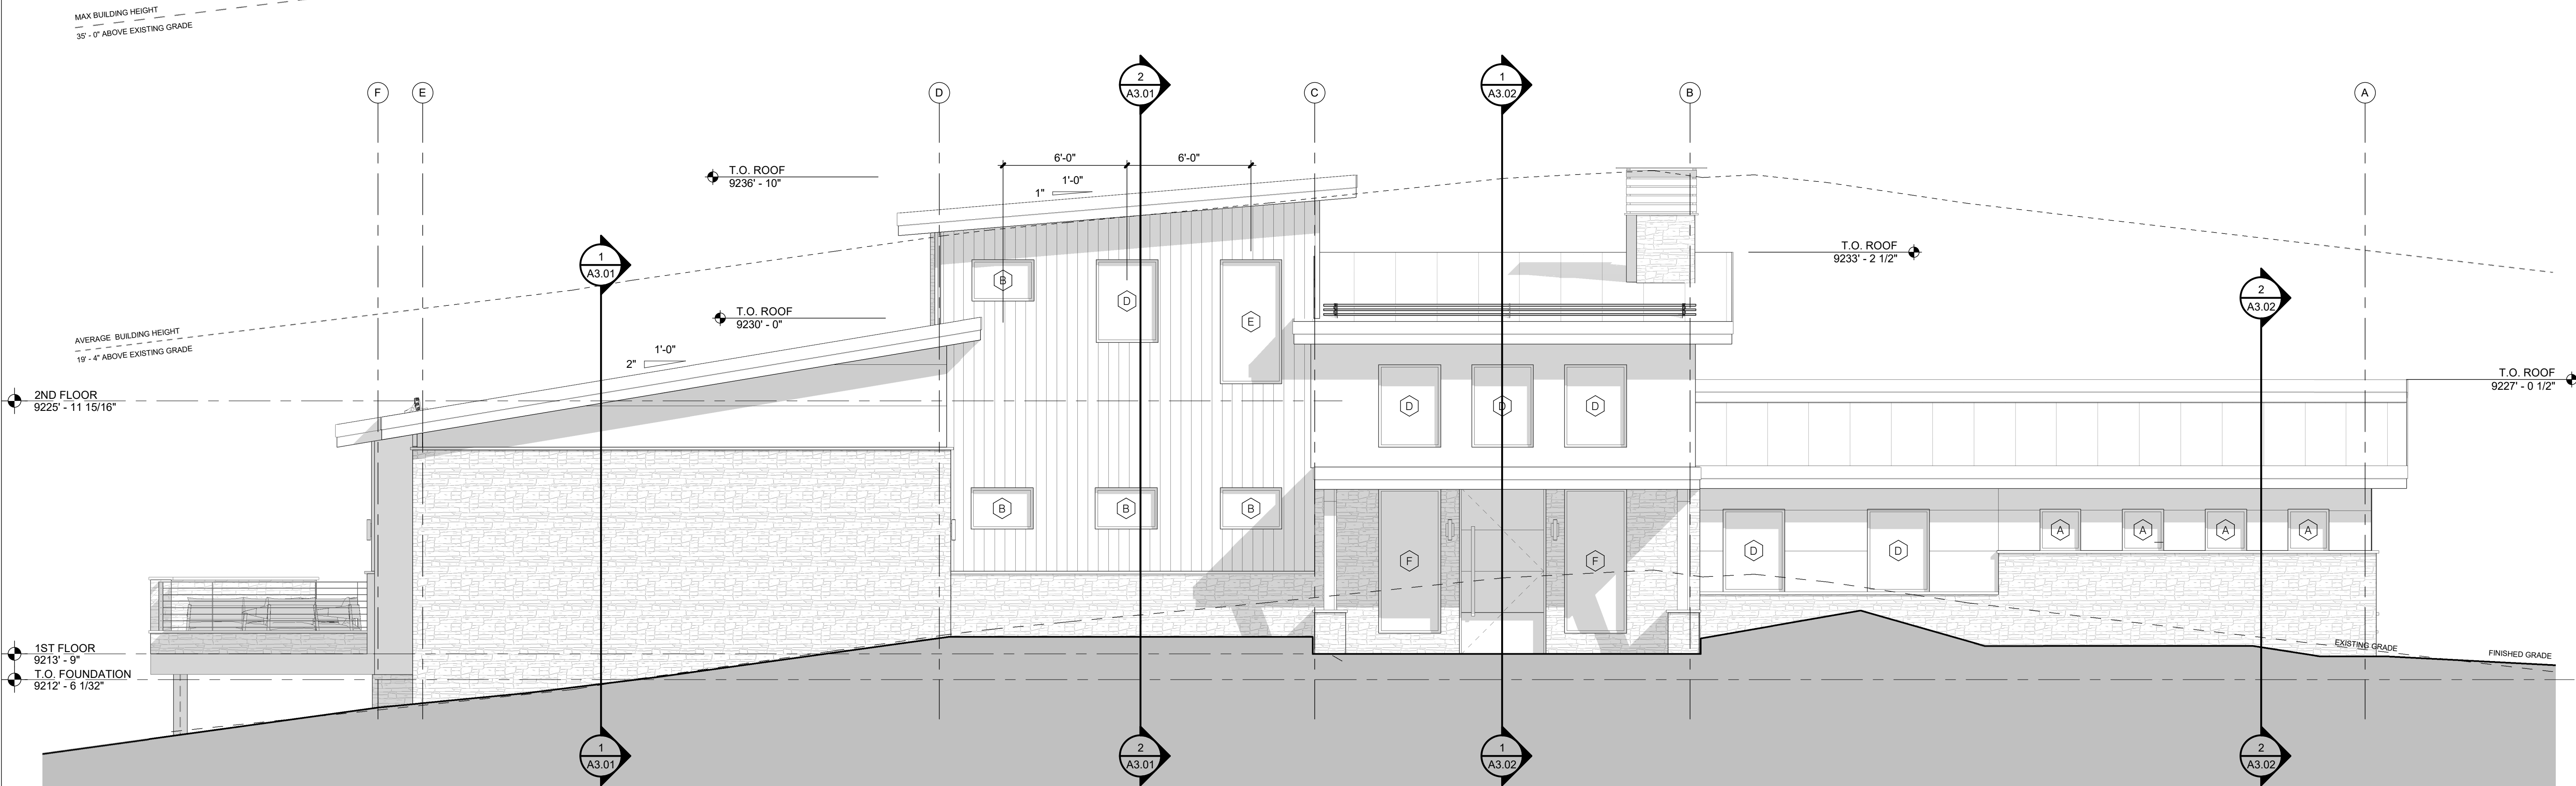 MAX BUILDING HEIGHT
35' - 0" ABOVE EXISTING GRADE
F
E
D
2
A3.01
C
1
A3.02
B
A
6'-0"
6'-0"
T.O. ROOF
9236' - 10"
1'-0"
1"
1
A3.01
T.O. ROOF
9233' - 2 1/2"
B
D
E
2
A3.02
T.O. ROOF
9230' - 0"
AVERAGE BUILDING HEIGHT
19' - 4" ABOVE EXISTING GRADE
1'-0"
2"
T.O. ROOF
9227' - 0 1/2"
2ND FLOOR
9225' - 11 15/16"
D
D
D
B
B
B
A
A
A
A
D
D
F
F
1ST FLOOR
9213' - 9"
EXISTING GRADE
FINISHED GRADE
T.O. FOUNDATION
9212' - 6 1/32"
1
A3.01
2
A3.01
1
A3.02
2
A3.02